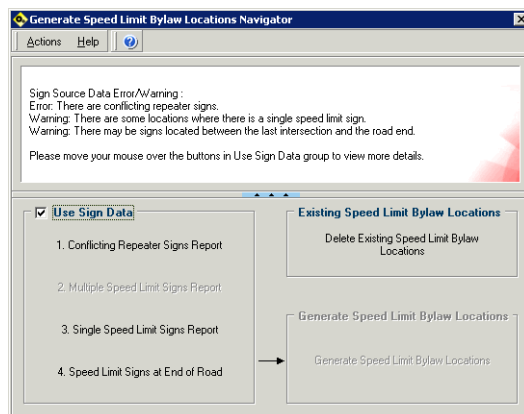 Generate Speed Limit Bylaw Locations Navigator
Actions Help
Sign Source Data Error/Warning :
Error: There are conflicting repeater signs.
Warning: There are some locations where there is a single speed limit sign.
Warning: There may be signs located between the last intersection and the road end.
Please move your mouse over the buttons in Use Sign Data group to view more details.
Use Sign Data
1. Conflicting Repeater Signs Report
2. Multiple Speed Limit Signs Report
3. Single Speed Limit Signs Report
4. Speed Limit Signs at End of Road
Existing Speed Limit Bylaw Locations
Delete Existing Speed Limit Bylaw
Locations
Generate Speed Limit Bylaw Locations
Generate Speed Limit Bylaw Locations